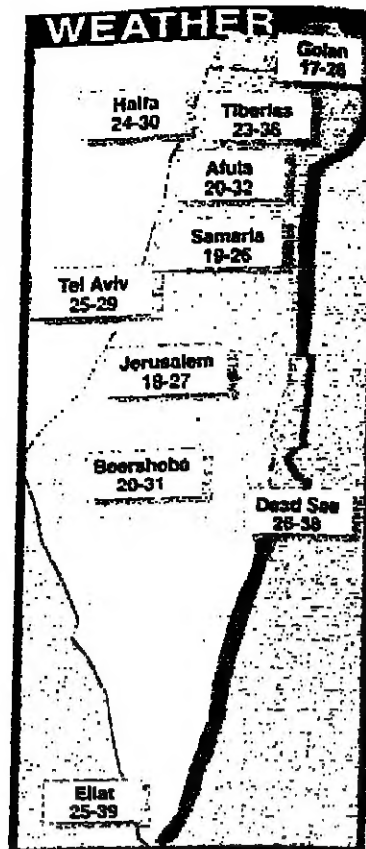 WEATHER
Golan
17-28
Haifa
24-30
Tiberias
23-36
Afula
20-32
Samaria
19-26
Tel Aviv
25-29
Jerusalem
18-27
Beersheba
20-31
Dead Sea
26-38
Eilat
25-39